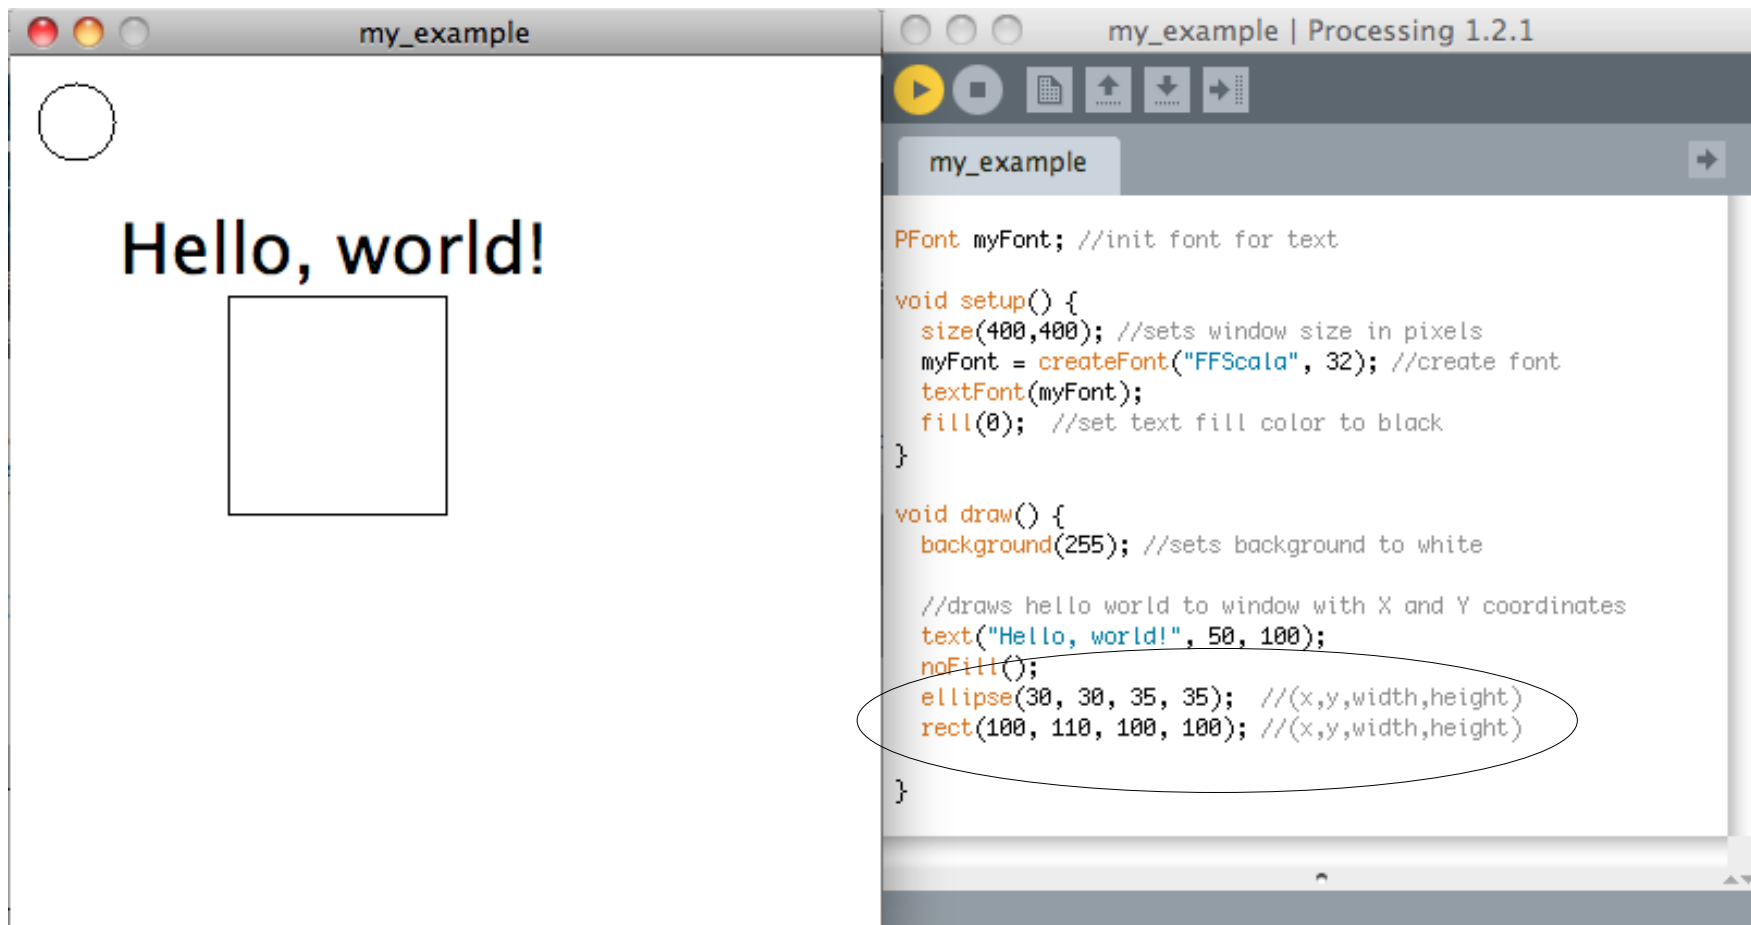 my_example
Hello, world!
my_example | Processing 1.2.1
my_example
PFont myFont; //init font for text
void setup() {
size(400,400); //sets window size in pixels
myFont = createFont("FFScala", 32); //create font
textFont(myFont);
fill(0);  //set text fill color to black
}
void draw() {
background(255); //sets background to white
//draws hello world to window with X and Y coordinates
text("Hello, world!", 50, 100);
noFill();
ellipse(30, 30, 35, 35);  //(x,y,width,height)
rect(100, 110, 100, 100); //(x,y,width,height)
}